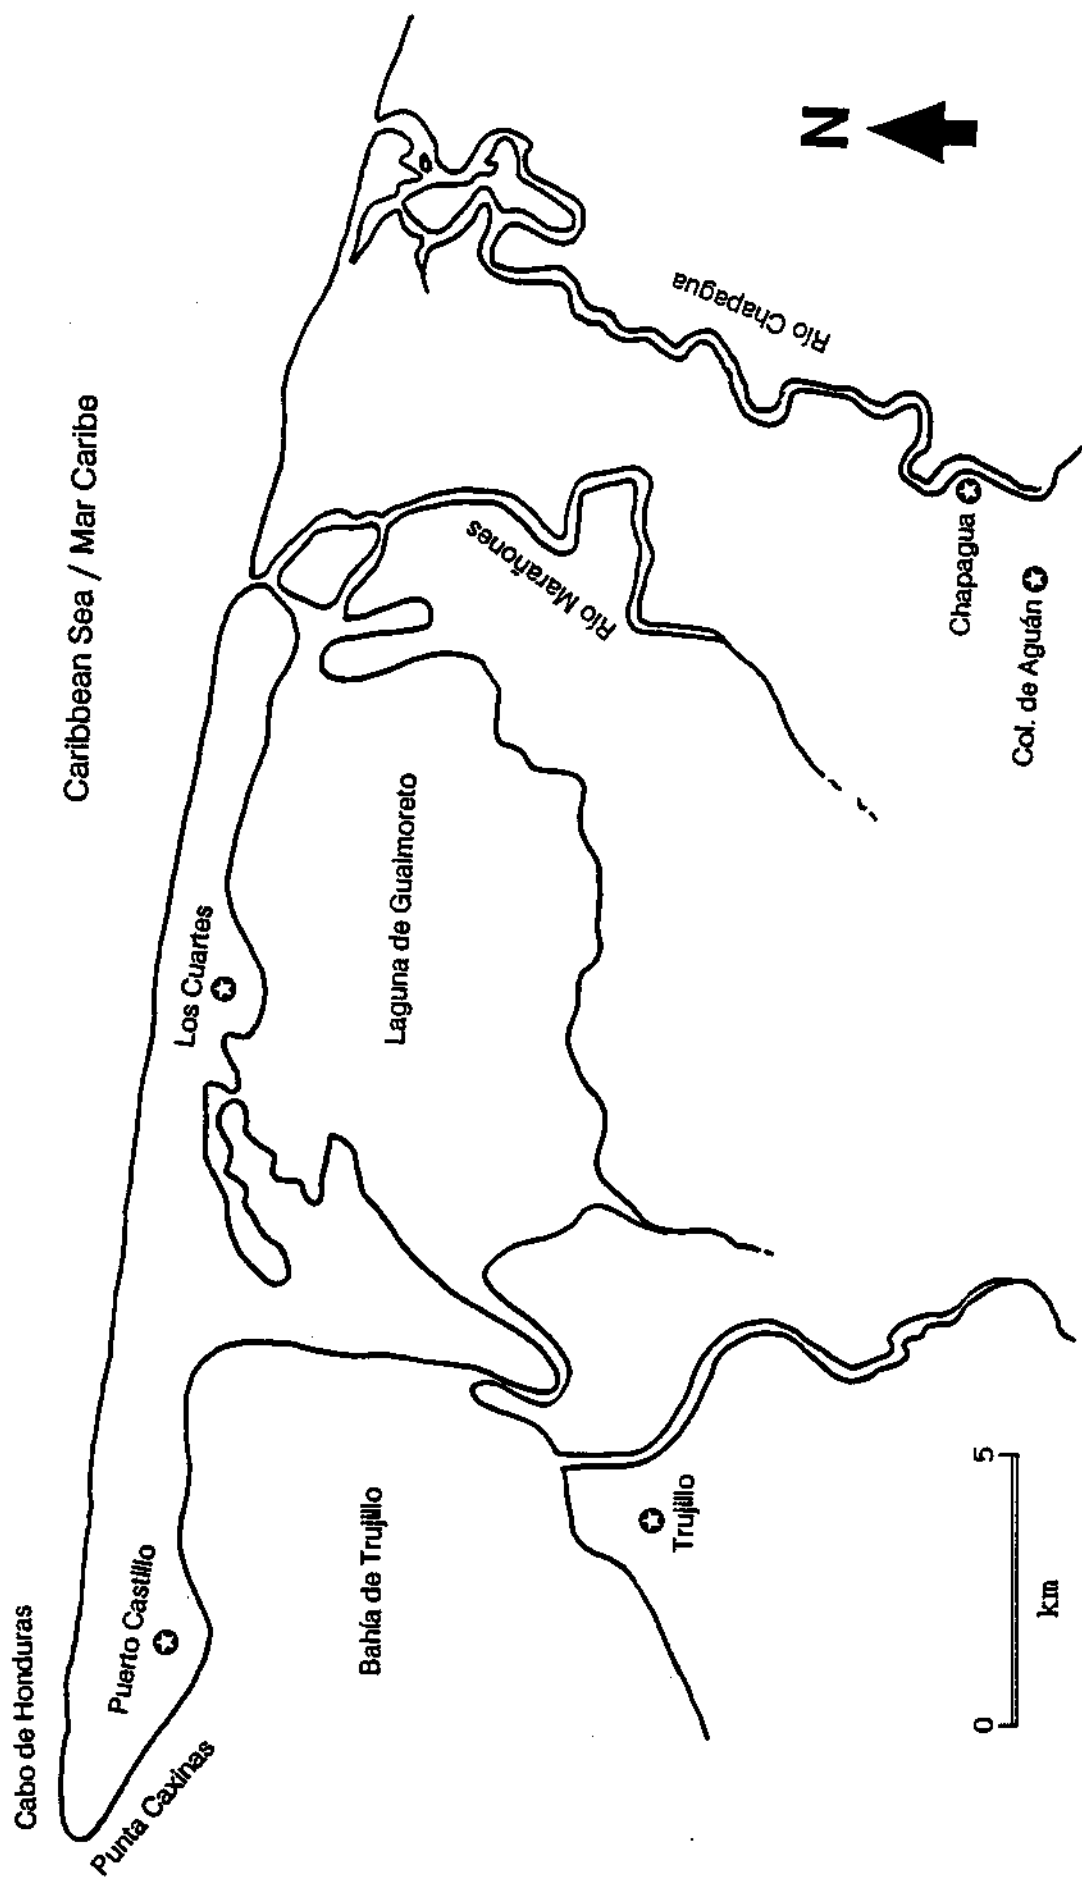 Cabo de Honduras
Caribbean Sea / Mar Caribe
Punta Caxinas
Puerto Castillo
Los Cuartes
N
Bahía de Trujillo
Laguna de Guaimoreto
Río Marañones
Río Chapagua
Trujillo
Chapagua
Col. de Aguán
0 5
km